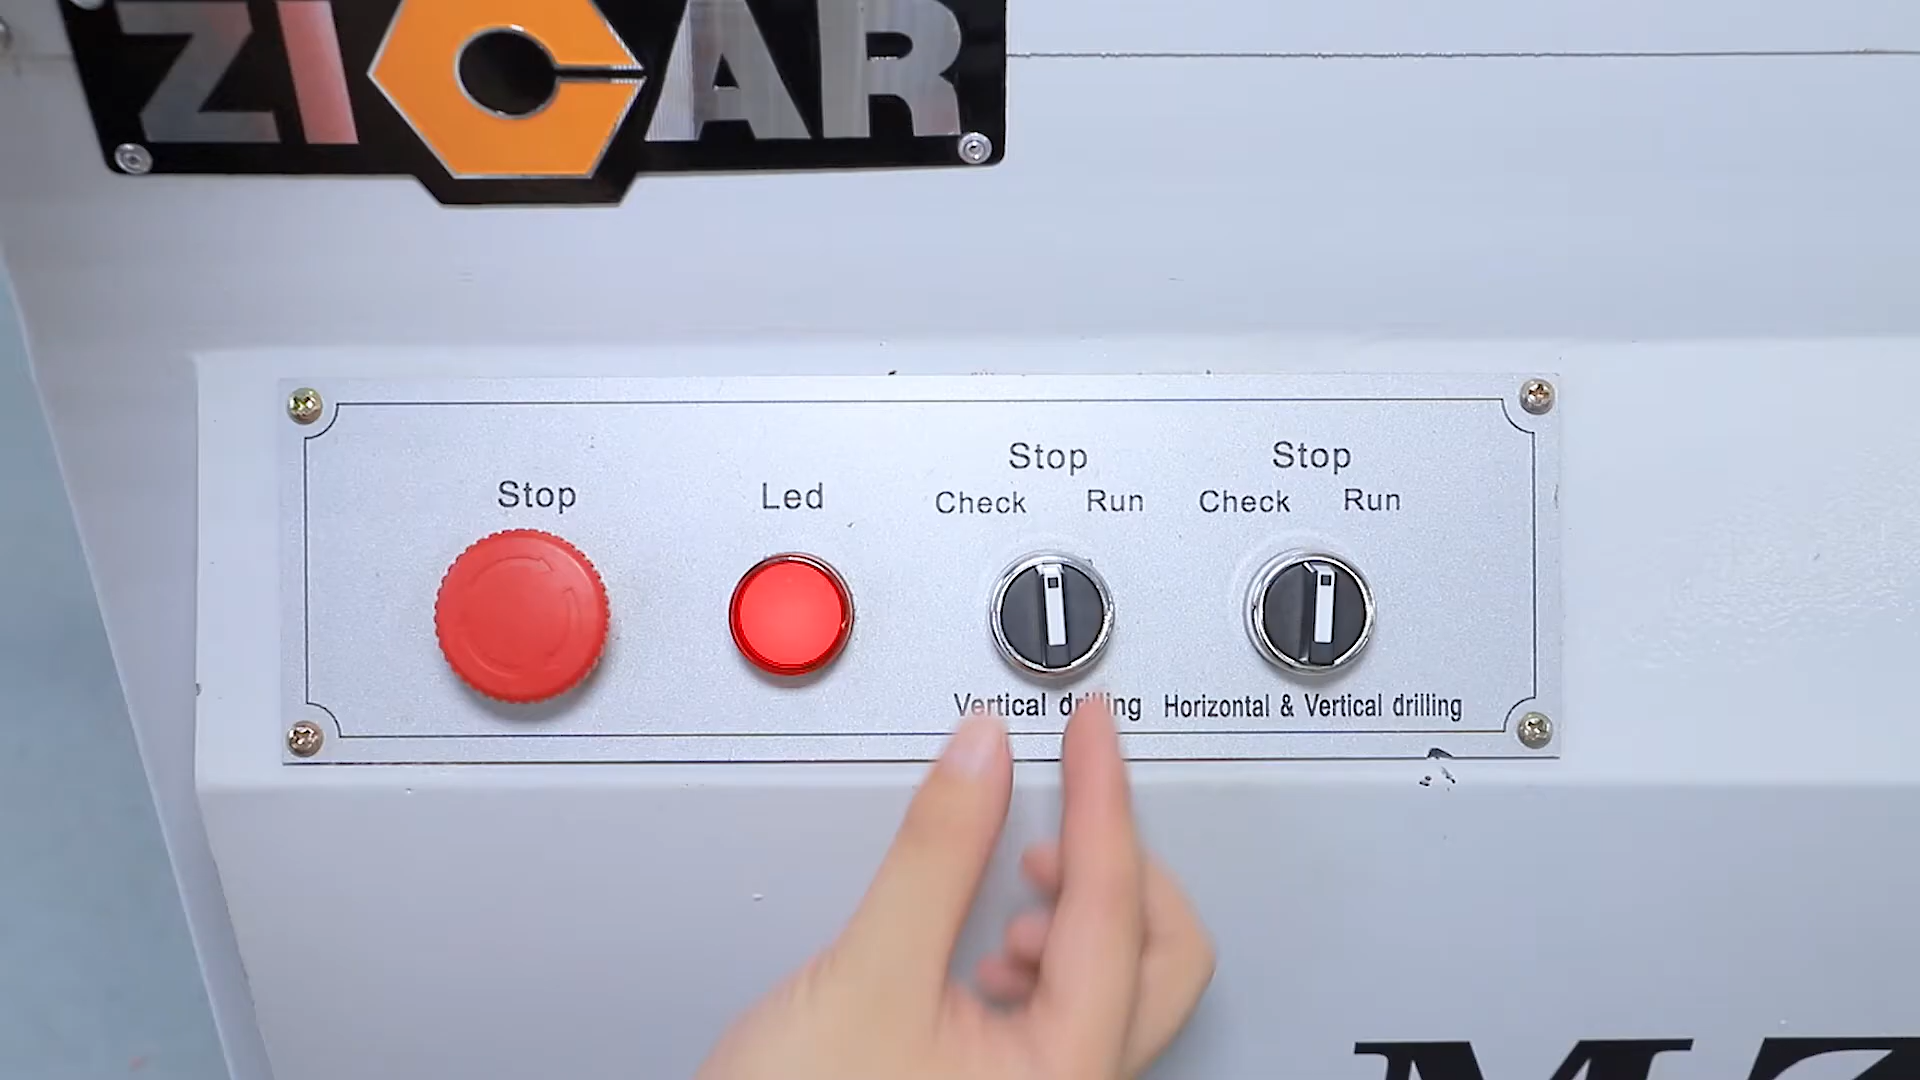 ZICAR
Stop
Led
Stop
Check Run
Vertical drilling
Stop
Check Run
Horizontal & Vertical drilling